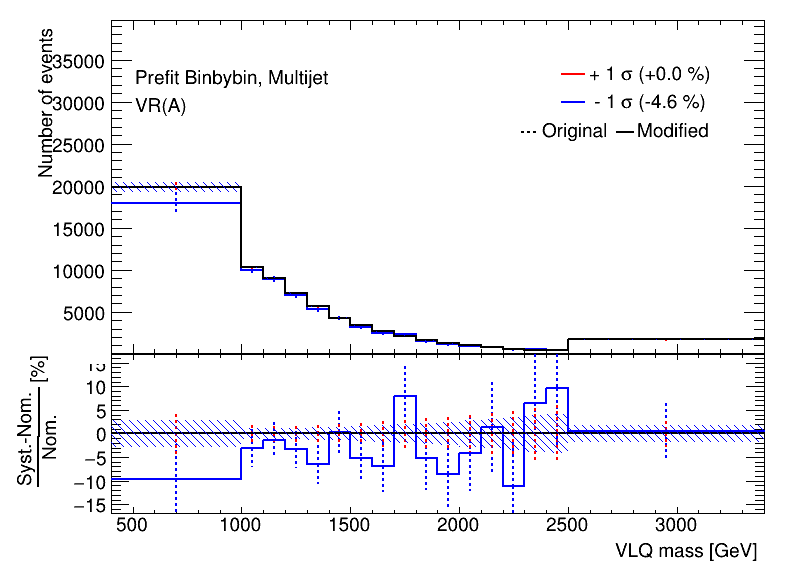 Number of events
35000
30000
25000
20000
15000
10000
5000
Prefit Binbybin, Multijet
VR(A)
+ 1 σ (+0.0 %)
- 1 σ (-4.6 %)
Original
Modified
Syst.-Nom.
Nom.
[%]
15
10
5
0
−5
−10
−15
500 1000 1500 2000 2500 3000
VLQ mass [GeV]